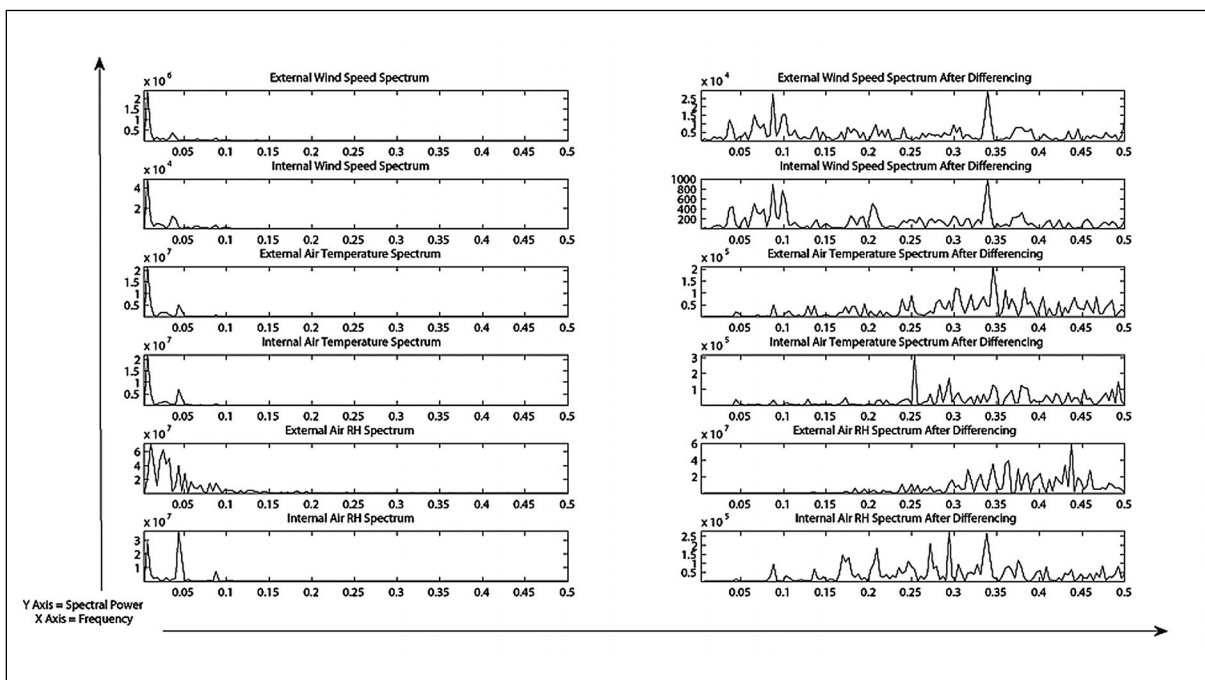 x 10^6
External Wind Speed Spectrum
2
1.5
1
0.5
0.05 0.1 0.15 0.2 0.25 0.3 0.35 0.4 0.45 0.5
x 10^4
Internal Wind Speed Spectrum
4
2
0.05 0.1 0.15 0.2 0.25 0.3 0.35 0.4 0.45 0.5
x 10^7
External Air Temperature Spectrum
2
1.5
1
0.5
0.05 0.1 0.15 0.2 0.25 0.3 0.35 0.4 0.45 0.5
x 10^7
Internal Air Temperature Spectrum
2
1.5
1
0.5
0.05 0.1 0.15 0.2 0.25 0.3 0.35 0.4 0.45 0.5
x 10^7
External Air RH Spectrum
6
4
2
0.05 0.1 0.15 0.2 0.25 0.3 0.35 0.4 0.45 0.5
x 10^7
Internal Air RH Spectrum
3
2
1
0.05 0.1 0.15 0.2 0.25 0.3 0.35 0.4 0.45 0.5
x 10^4
External Wind Speed Spectrum After Differencing
2.5
2
1.5
1
0.5
0.05 0.1 0.15 0.2 0.25 0.3 0.35 0.4 0.45 0.5
Internal Wind Speed Spectrum After Differencing
1000
800
600
400
200
0.05 0.1 0.15 0.2 0.25 0.3 0.35 0.4 0.45 0.5
x 10^5
External Air Temperature Spectrum After Differencing
2
1.5
1
0.5
0.05 0.1 0.15 0.2 0.25 0.3 0.35 0.4 0.45 0.5
x 10^5
Internal Air Temperature Spectrum After Differencing
3
2
1
0.05 0.1 0.15 0.2 0.25 0.3 0.35 0.4 0.45 0.5
x 10^7
External Air RH Spectrum After Differencing
6
4
2
0.05 0.1 0.15 0.2 0.25 0.3 0.35 0.4 0.45 0.5
x 10^5
Internal Air RH Spectrum After Differencing
2.5
2
1.5
1
0.5
0.05 0.1 0.15 0.2 0.25 0.3 0.35 0.4 0.45 0.5
Y Axis = Spectral Power
X Axis = Frequency